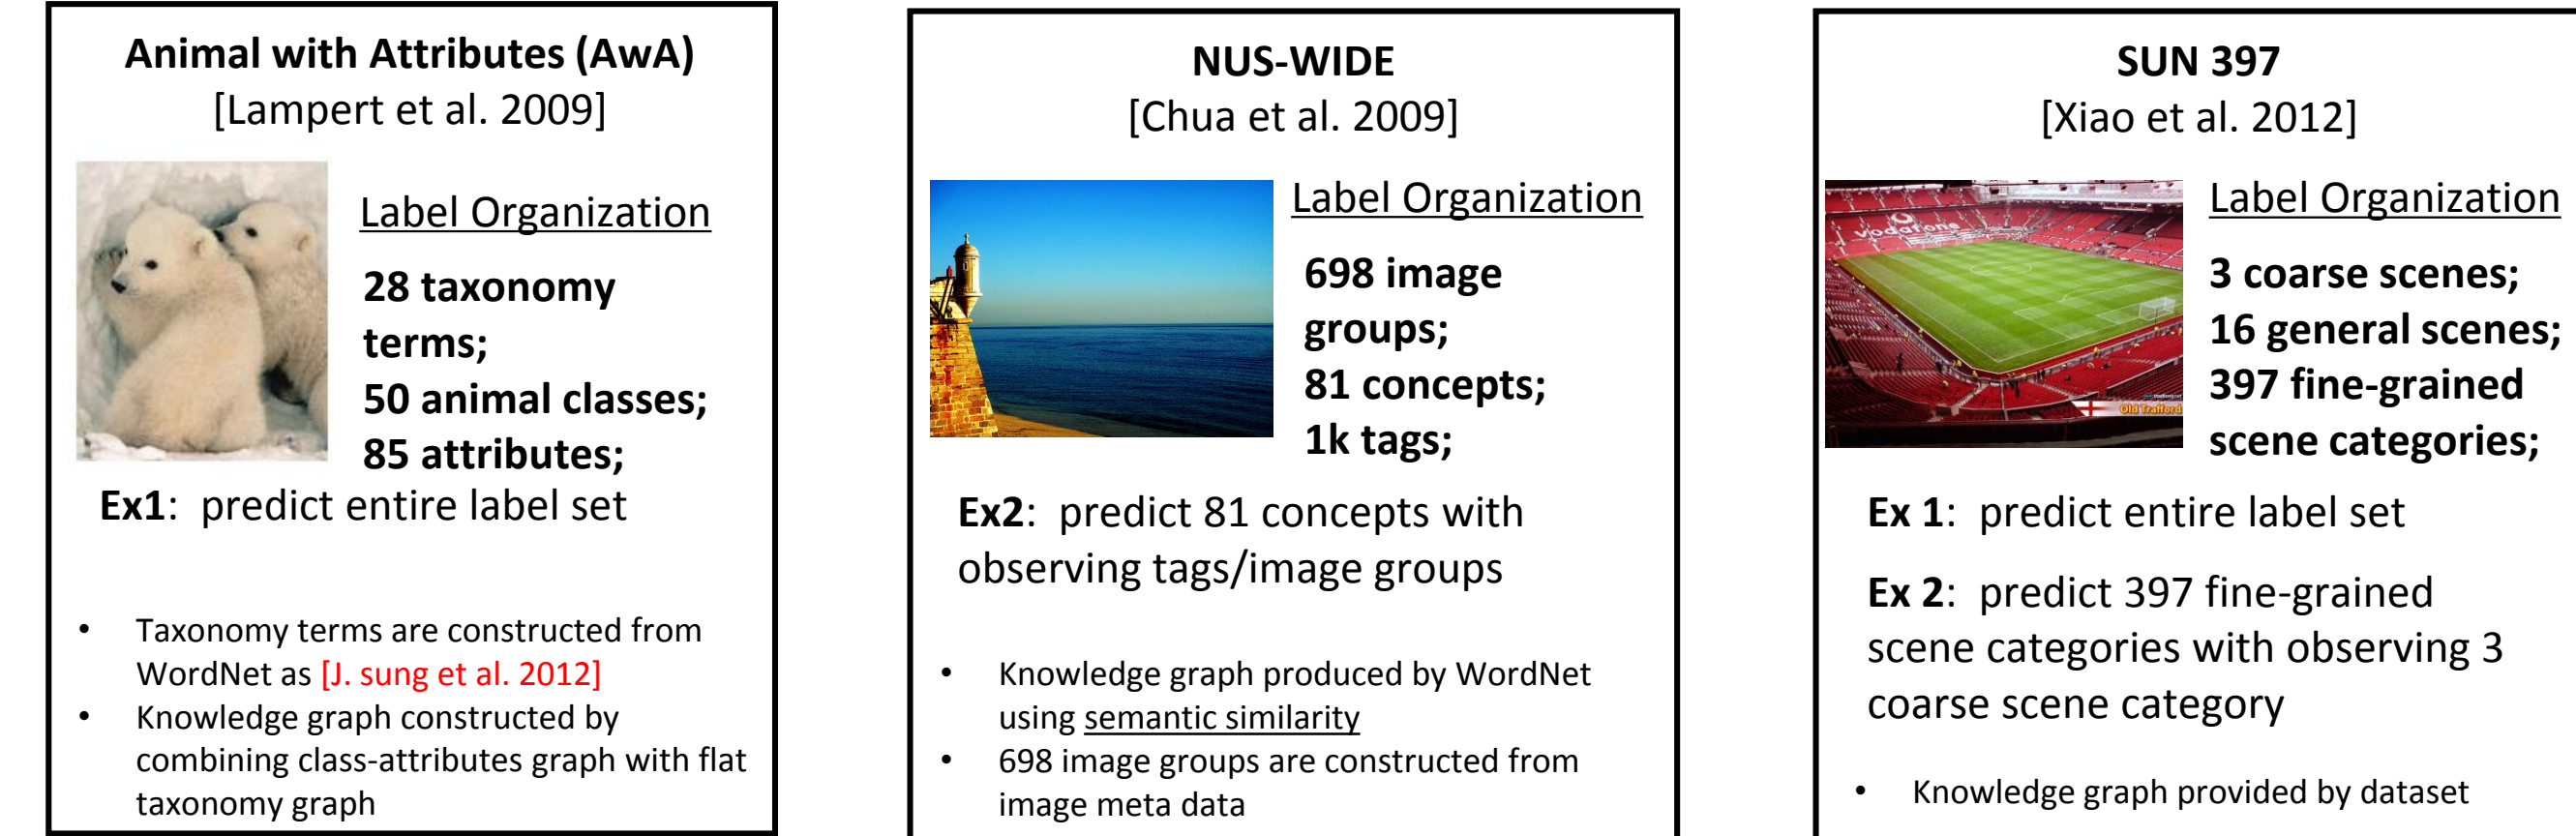 Animal with Attributes (AwA)
[Lampert et al. 2009]
Label Organization
28 taxonomy
terms;
50 animal classes;
85 attributes;
Ex1:  predict entire label set
• Taxonomy terms are constructed from
WordNet as [J. sung et al. 2012]
• Knowledge graph constructed by
combining class-attributes graph with flat
taxonomy graph
NUS-WIDE
[Chua et al. 2009]
Label Organization
698 image
groups;
81 concepts;
1k tags;
Ex2:  predict 81 concepts with
observing tags/image groups
• Knowledge graph produced by WordNet
using semantic similarity
• 698 image groups are constructed from
image meta data
SUN 397
[Xiao et al. 2012]
vodafone
Old Trafford
Label Organization
3 coarse scenes;
16 general scenes;
397 fine-grained
scene categories;
Ex 1:  predict entire label set
Ex 2:  predict 397 fine-grained
scene categories with observing 3
coarse scene category
• Knowledge graph provided by dataset